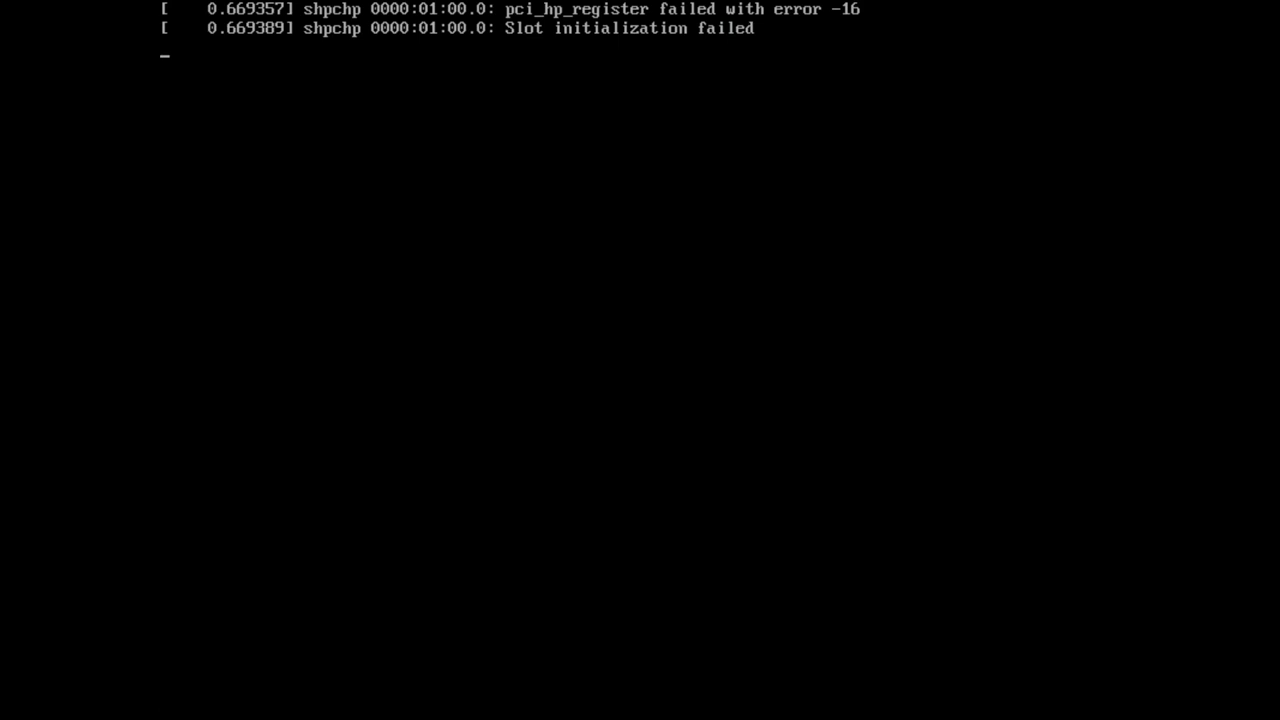 [    0.669357] shpchp 0000:01:00.0: pci_hp_register failed with error -16
[    0.669389] shpchp 0000:01:00.0: Slot initialization failed